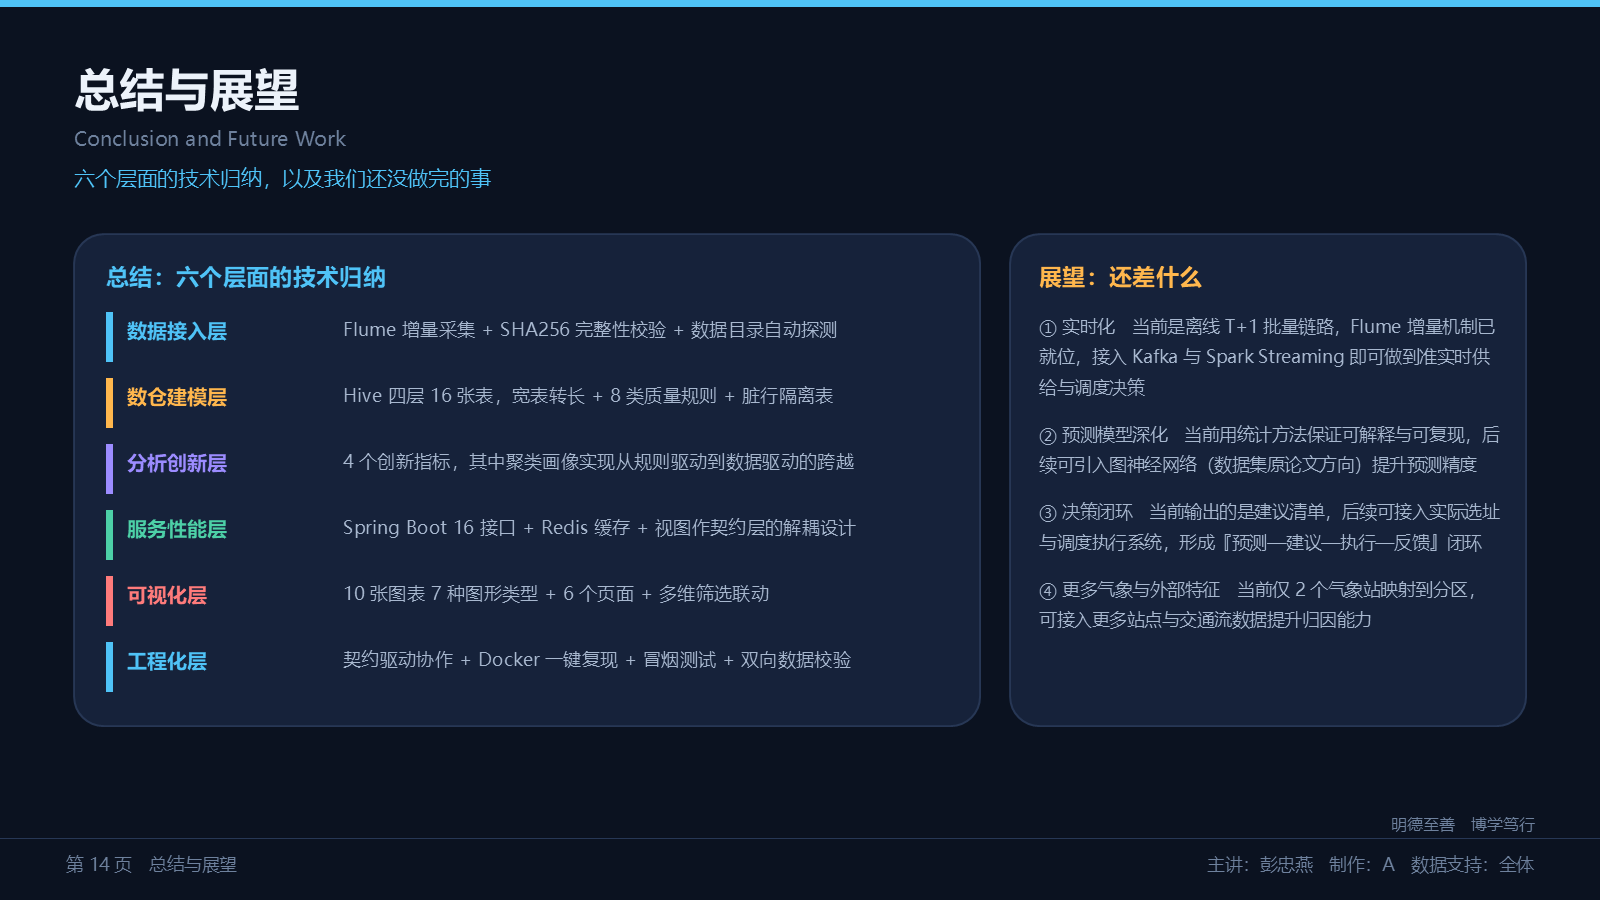 总结与展望
Conclusion and Future Work
六个层面的技术归纳，以及我们还没做完的事
总结：六个层面的技术归纳
数据接入层 Flume 增量采集 + SHA256 完整性校验 + 数据目录自动探测
数仓建模层 Hive 四层 16 张表，宽表转长 + 8 类质量规则 + 脏行隔离表
分析创新层 4 个创新指标，其中聚类画像实现从规则驱动到数据驱动的跨越
服务性能层 Spring Boot 16 接口 + Redis 缓存 + 视图作契约层的解耦设计
可视化层 10 张图表 7 种图形类型 + 6 个页面 + 多维筛选联动
工程化层 契约驱动协作 + Docker 一键复现 + 冒烟测试 + 双向数据校验
展望：还差什么
① 实时化　当前是离线 T+1 批量链路，Flume 增量机制已
就位，接入 Kafka 与 Spark Streaming 即可做到准实时供
给与调度决策
② 预测模型深化　当前用统计方法保证可解释与可复现，后
续可引入图神经网络（数据集原论文方向）提升预测精度
③ 决策闭环　当前输出的是建议清单，后续可接入实际选址
与调度执行系统，形成『预测—建议—执行—反馈』闭环
④ 更多气象与外部特征　当前仅 2 个气象站映射到分区，
可接入更多站点与交通流数据提升归因能力
明德至善　博学笃行
第 14 页　总结与展望
主讲：彭忠燕　制作：A　数据支持：全体